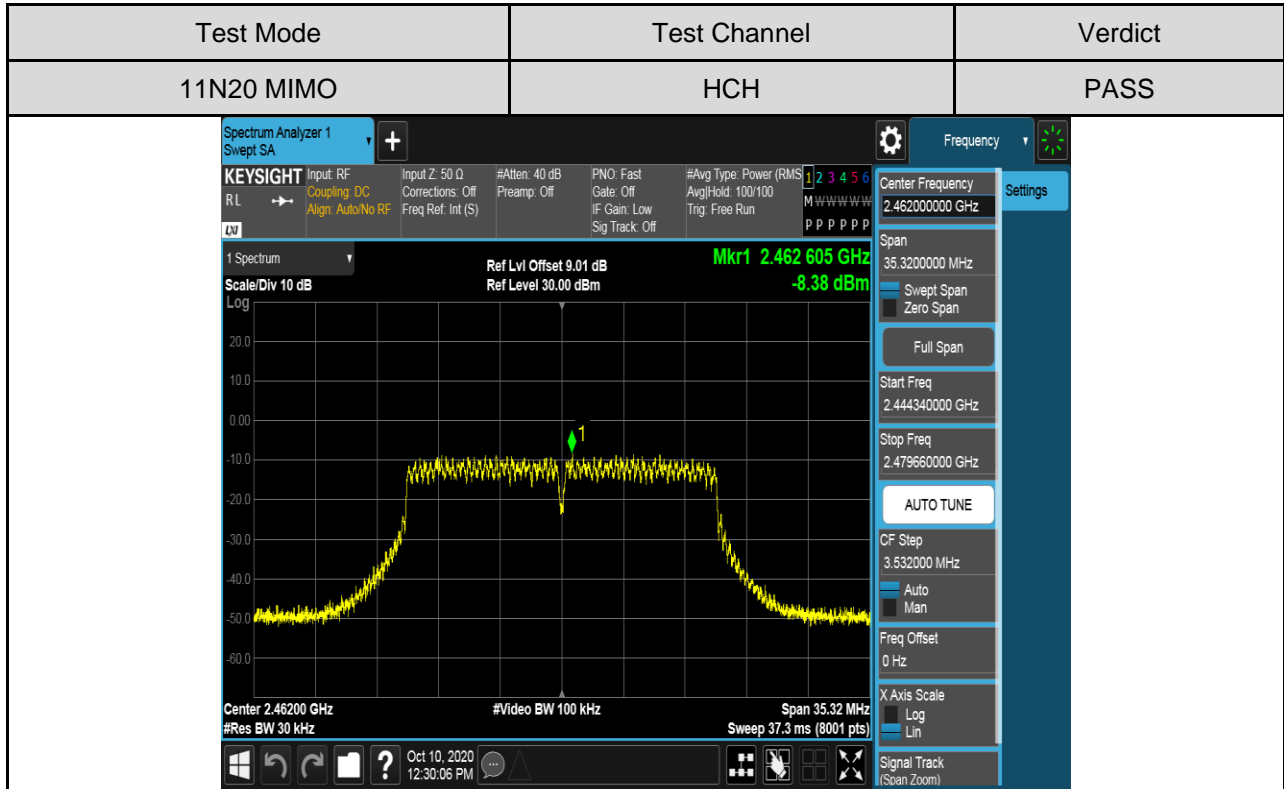 Test Mode Test Channel Verdict
11N20 MIMO HCH PASS
Spectrum Analyzer 1
Swept SA
Frequency
KEYSIGHT
RL
LXI
Input: RF
Coupling: DC
Align: Auto/No RF
Input Z: 50 Ω
Corrections: Off
Freq Ref: Int (S)
#Atten: 40 dB
Preamp: Off
PNO: Fast
Gate: Off
IF Gain: Low
Sig Track: Off
#Avg Type: Power (RMS
Avg|Hold: 100/100
Trig: Free Run
1 2 3 4 5 6
M W W W W W
P P P P P P
1 Spectrum
Scale/Div 10 dB
Ref Lvl Offset 9.01 dB
Ref Level 30.00 dBm
Mkr1 2.462 605 GHz
-8.38 dBm
Log
20.0
10.0
0.00
-10.0
-20.0
-30.0
-40.0
-50.0
-60.0
1
Center 2.46200 GHz
#Res BW 30 kHz
#Video BW 100 kHz
Span 35.32 MHz
Sweep 37.3 ms (8001 pts)
?
Oct 10, 2020
12:30:06 PM
Center Frequency
2.462000000 GHz
Span
35.3200000 MHz
Swept Span
Zero Span
Full Span
Start Freq
2.444340000 GHz
Stop Freq
2.479660000 GHz
AUTO TUNE
CF Step
3.532000 MHz
Auto
Man
Freq Offset
0 Hz
X Axis Scale
Log
Lin
Signal Track
(Span Zoom)
Settings